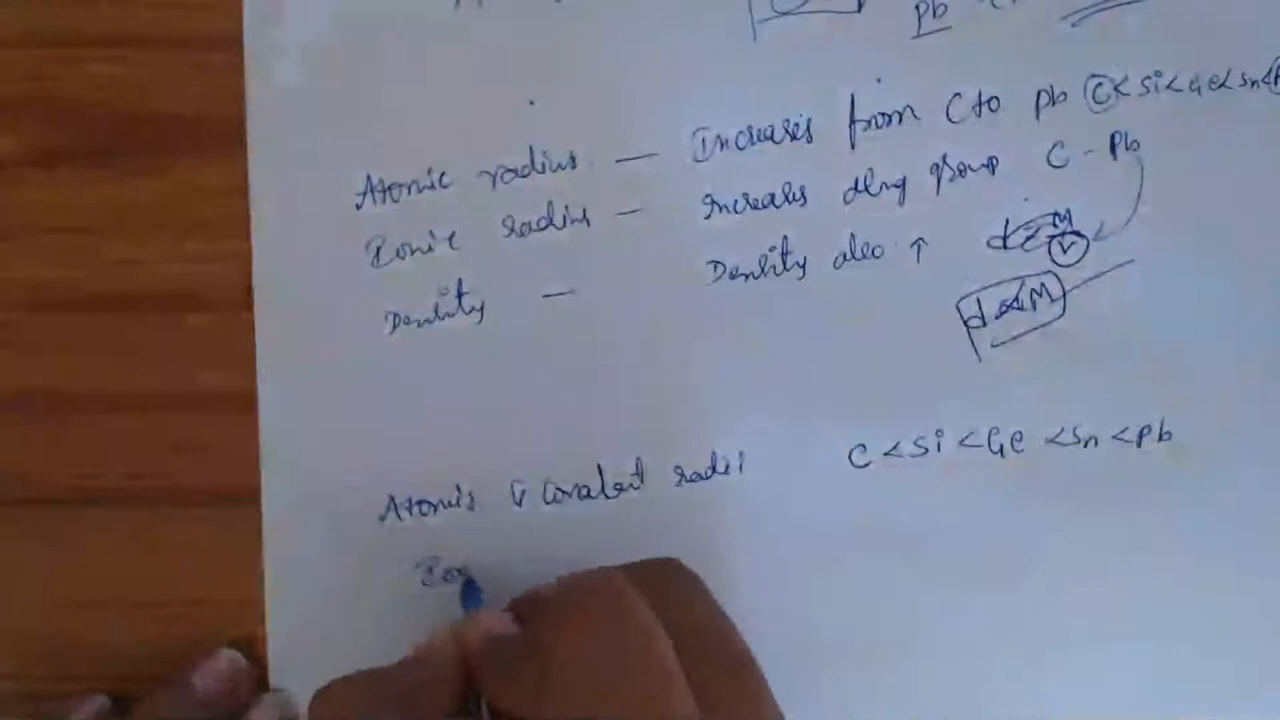 pb
Atomic radius — Increases from C to pb C<Si<Ge<Sn<
Ionic radius — Increases along group C - Pb
Density — Density also ↑ d=M/V
d∝M
Atomic & covalent radii C<Si<Ge<Sn<Pb
Ion